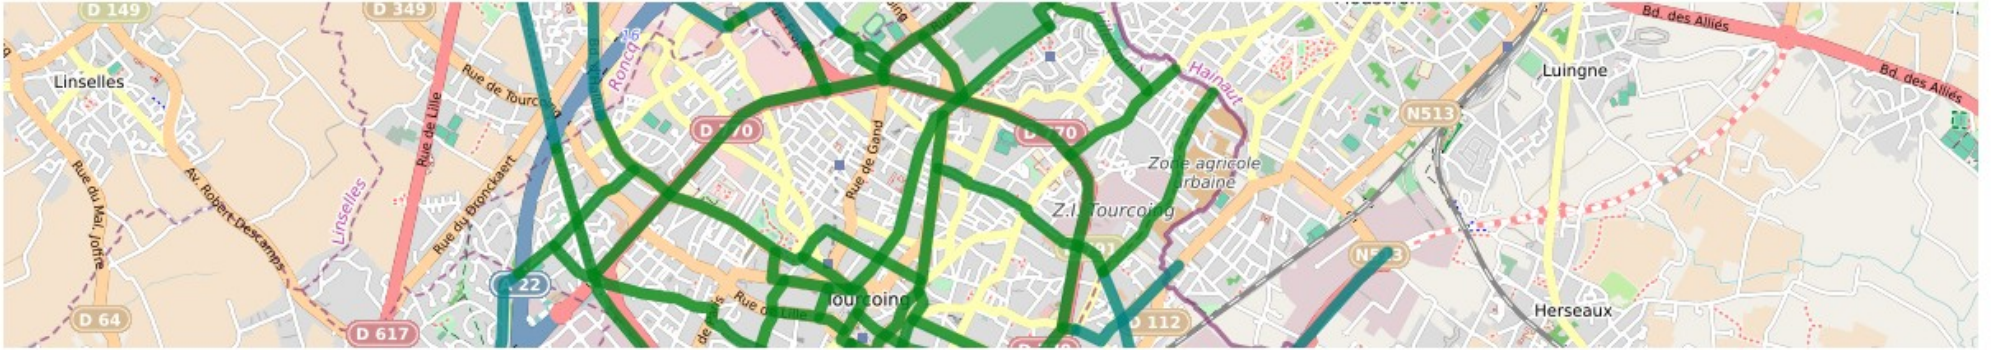 D 149
D 349
16
Bd. des Alliés
Linselles
Rue de Tourcoing
Roncq
Hainaut
Luingne
Bd. des Alliés
Rue de Lille
D 770
D 770
N513
Rue de Gand
Zone agricole
urbaine
Rue du Mal. Joffre
Av. Robert Descamps
Linselles
Rue du Dronckaert
Z.I. Tourcoing
N513
A 22
Tourcoing
Rue de Lille
Herseaux
D 64
D 617
D 112